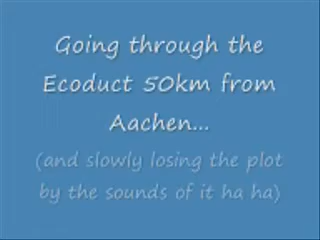 Going through the
Ecoduct 50km from
Aachen...
(and slowly losing the plot
by the sounds of it ha ha)